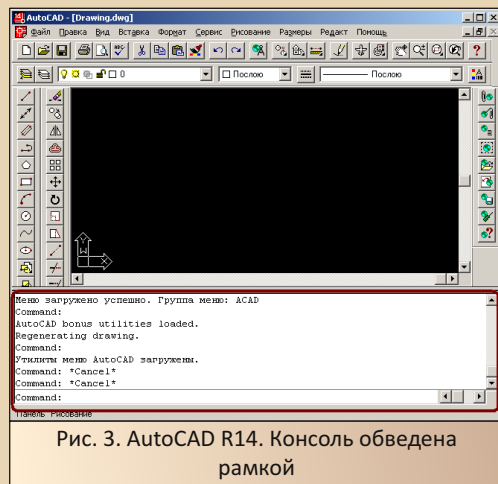 AutoCAD - [Drawing.dwg]
Файл Правка Вид Вставка Формат Сервис Рисование Размеры Редакт Помощь
0 Послою Послою
Y
W
X
Меню загружено успешно. Группа меню: ACAD
Command:
AutoCAD bonus utilities loaded.
Regenerating drawing.
Command:
Утилиты меню AutoCAD загружены.
Command: *Cancel*
Command: *Cancel*
Command:
Панель Рисование
Рис. 3. AutoCAD R14. Консоль обведена
рамкой